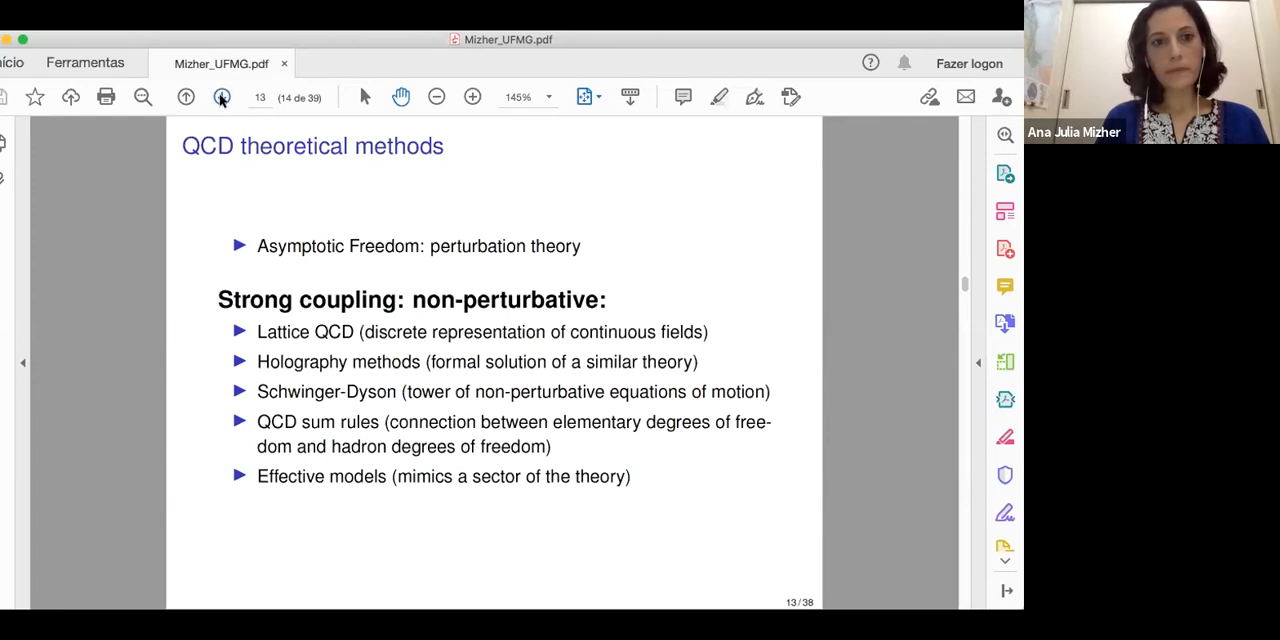 Mizher_UFMG.pdf
nício
Ferramentas
Mizher_UFMG.pdf
Fazer logon
13 (14 de 39)
145%
Ana Julia Mizher
QCD theoretical methods
Asymptotic Freedom: perturbation theory
Strong coupling: non-perturbative:
Lattice QCD (discrete representation of continuous fields)
Holography methods (formal solution of a similar theory)
Schwinger-Dyson (tower of non-perturbative equations of motion)
QCD sum rules (connection between elementary degrees of free-
dom and hadron degrees of freedom)
Effective models (mimics a sector of the theory)
13/38